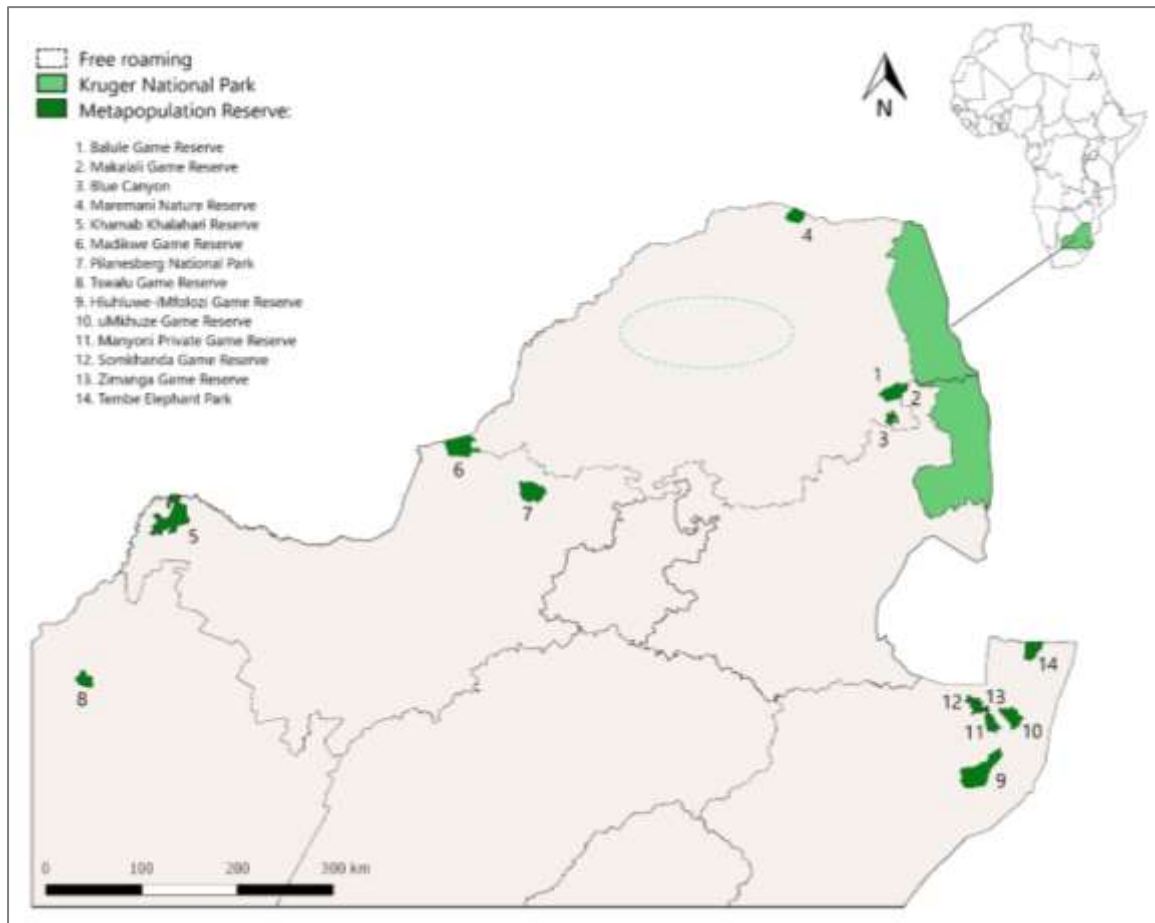 Free roaming
Kruger National Park
Metapopulation Reserve:
1. Balule Game Reserve
2. Makalali Game Reserve
3. Blue Canyon
4. Maremani Nature Reserve
5. Khamab Khalahari Reserve
6. Madikwe Game Reserve
7. Pilanesberg National Park
8. Tswalu Game Reserve
9. Hluhluwe-iMfolozi Game Reserve
10. uMkhuze Game Reserve
11. Manyoni Private Game Reserve
12. Somkhanda Game Reserve
13. Zimanga Game Reserve
14. Tembe Elephant Park
N
4
1
2
3
6
7
5
14
8
12
13
11
10
9
0 100 200 300 km